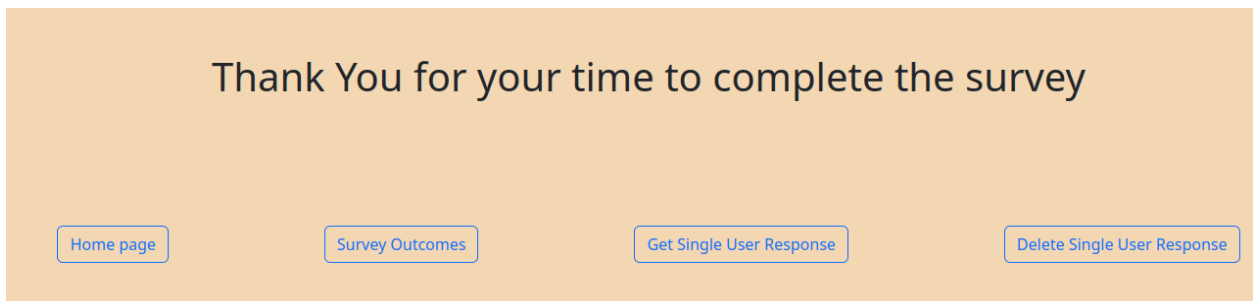 Thank You for your time to complete the survey
Home page
Survey Outcomes
Get Single User Response
Delete Single User Response